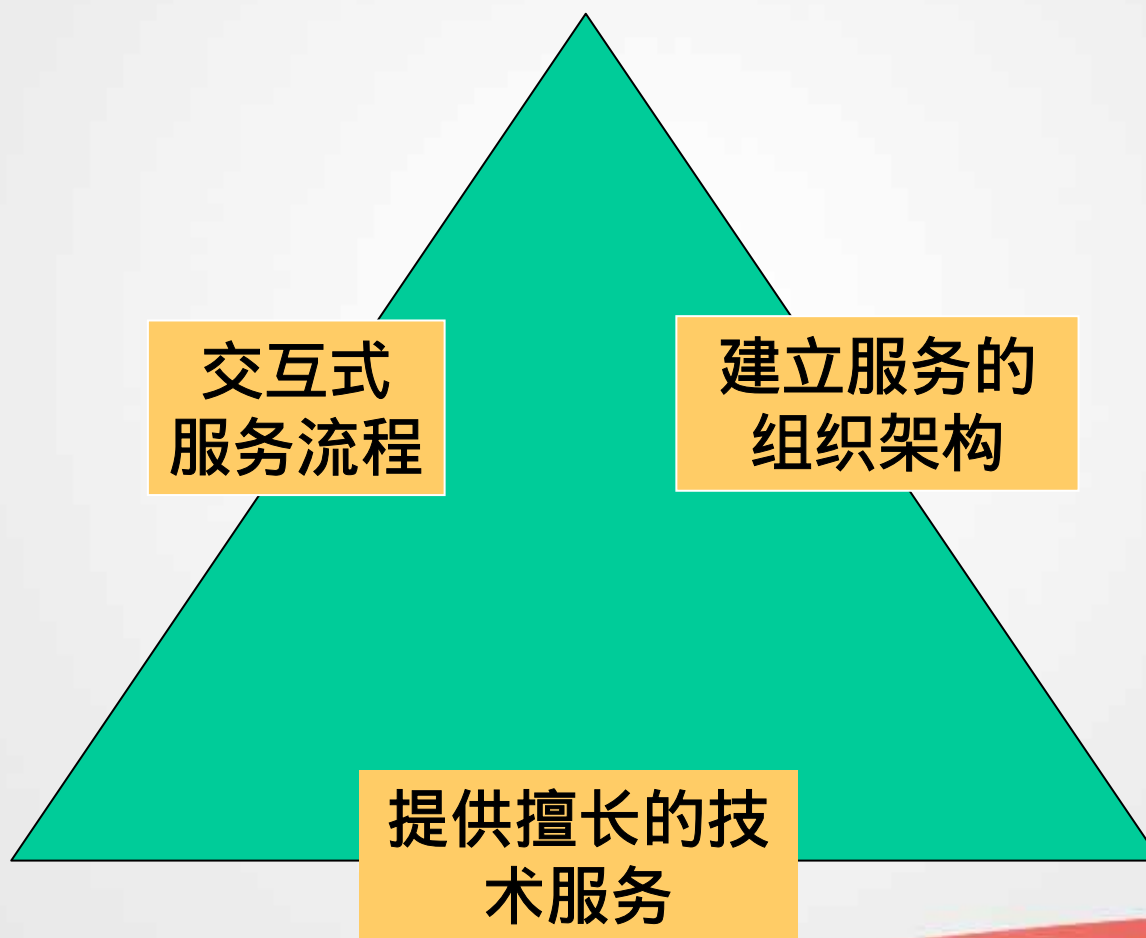 交互式
服务流程
建立服务的
组织架构
提供擅长的技
术服务